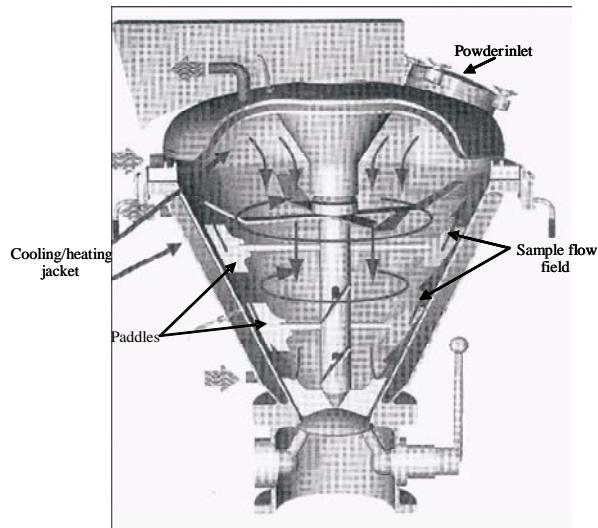 Powderinlet
Cooling/heating
jacket
Sample flow
field
Paddles